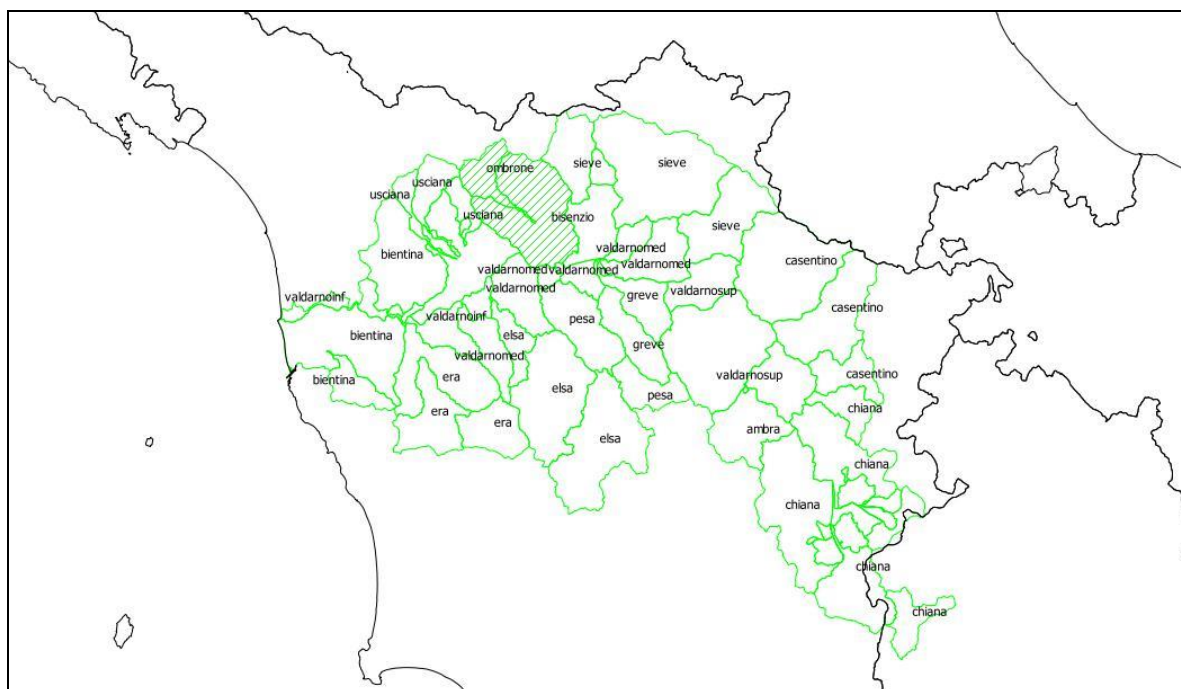 sieve
sieve
ombrone
usciana
usciana
usciana
bisenzio
sieve
valdarnomed
bientina
casentino
valdarnomed
valdarnomed
valdarnomed
valdarnomed
valdarnosup
greve
valdarnoinf
casentino
valdarnoinf
pesa
bientina
elsa
greve
valdarnomed
bientina
era
valdarnosup
casentino
elsa
pesa
era
chiana
era
ambra
elsa
chiana
chiana
chiana
chiana